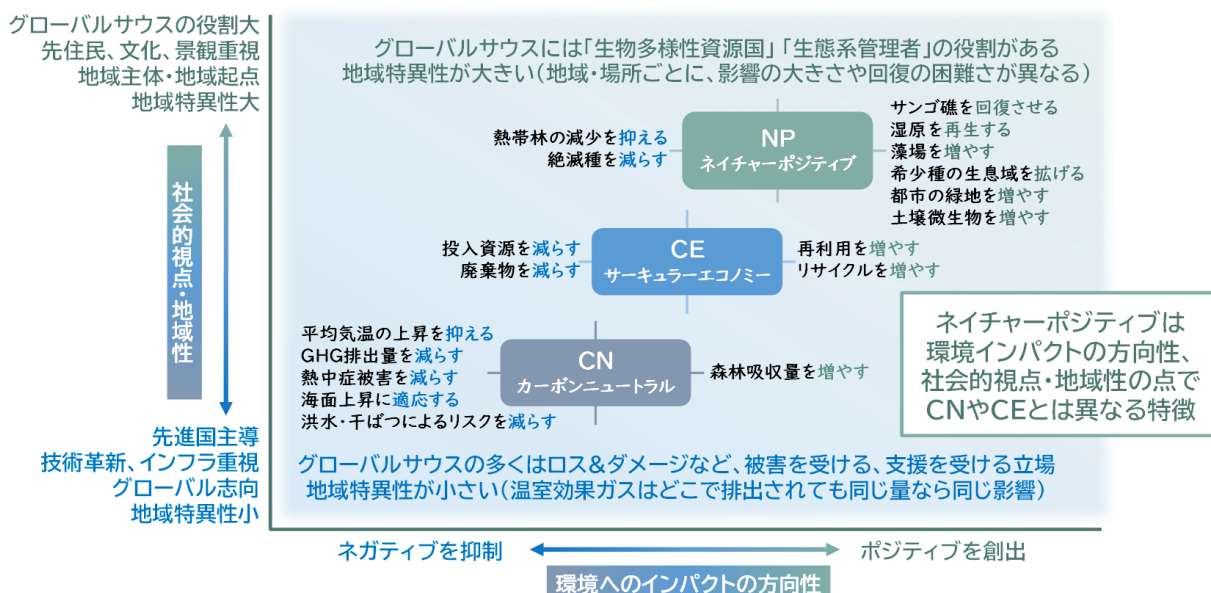 グローバルサウスの役割大
先住民、文化、景観重視
地域主体・地域起点
地域特異性大
社会的視点・地域性
先進国主導
技術革新、インフラ重視
グローバル志向
地域特異性小
グローバルサウスには「生物多様性資源国」「生態系管理者」の役割がある
地域特異性が大きい(地域・場所ごとに、影響の大きさや回復の困難さが異なる)
熱帯林の減少を抑える
絶滅種を減らす
NP
ネイチャーポジティブ
サンゴ礁を回復させる
湿原を再生する
藻場を増やす
希少種の生息域を拡げる
都市の緑地を増やす
土壌微生物を増やす
投入資源を減らす
廃棄物を減らす
CE
サーキュラーエコノミー
再利用を増やす
リサイクルを増やす
平均気温の上昇を抑える
GHG排出量を減らす
熱中症被害を減らす
海面上昇に適応する
洪水・干ばつによるリスクを減らす
CN
カーボンニュートラル
森林吸収量を増やす
ネイチャーポジティブは
環境インパクトの方向性、
社会的視点・地域性の点で
CNやCEとは異なる特徴
グローバルサウスの多くはロス&ダメージなど、被害を受ける、支援を受ける立場
地域特異性が小さい(温室効果ガスはどこで排出されても同じ量なら同じ影響)
ネガティブを抑制
ポジティブを創出
環境へのインパクトの方向性